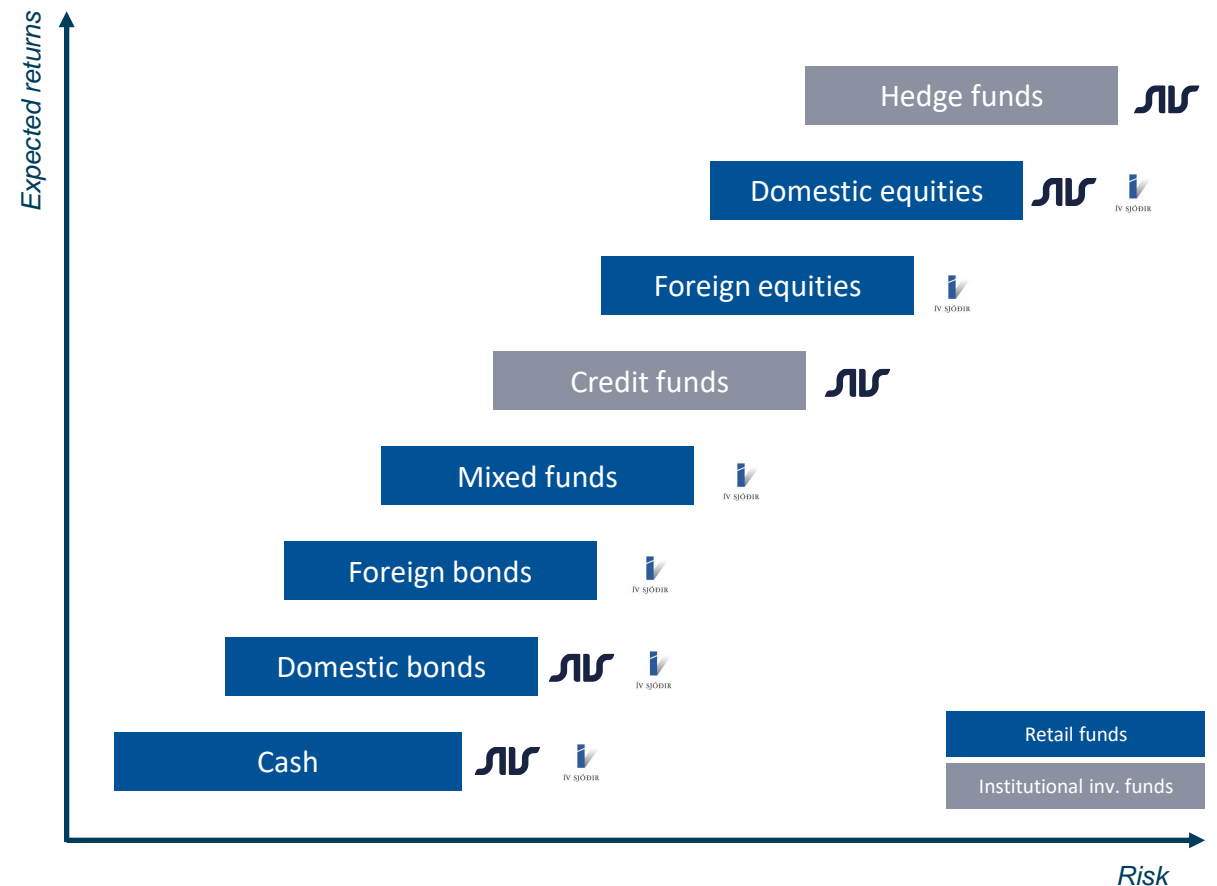 Expected returns
Hedge funds
Domestic equities
ÍV SJÓÐIR
Foreign equities
ÍV SJÓÐIR
Credit funds
Mixed funds
ÍV SJÓÐIR
Foreign bonds
ÍV SJÓÐIR
Domestic bonds
ÍV SJÓÐIR
Cash
ÍV SJÓÐIR
Retail funds
Institutional inv. funds
Risk